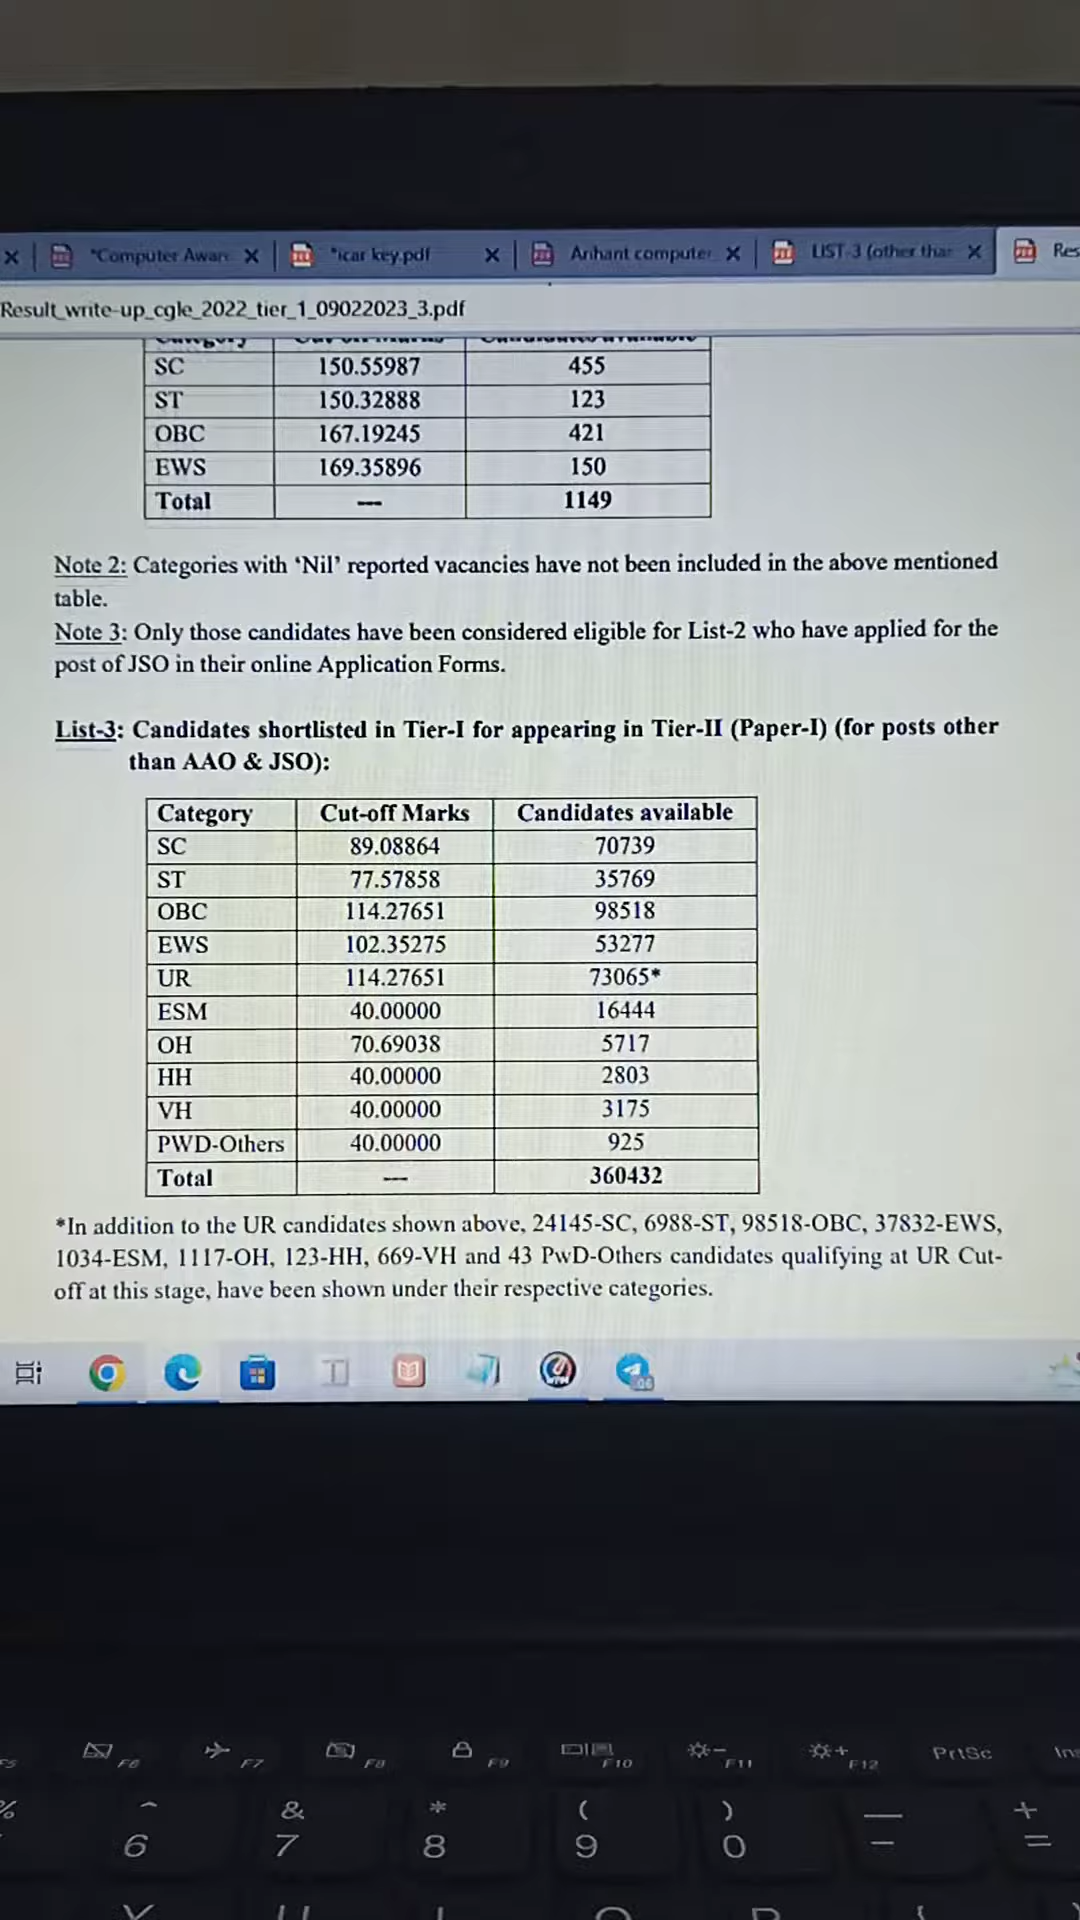 *Computer Aware
*icar key.pdf
Arihant computer
LIST-3 (other than
Res
Result_write-up_cgle_2022_tier_1_09022023_3.pdf
Category Cut-off Marks Candidates available
SC 150.55987 455
ST 150.32888 123
OBC 167.19245 421
EWS 169.35896 150
Total --- 1149
Note 2: Categories with ‘Nil’ reported vacancies have not been included in the above mentioned
table.
Note 3: Only those candidates have been considered eligible for List-2 who have applied for the
post of JSO in their online Application Forms.
List-3: Candidates shortlisted in Tier-I for appearing in Tier-II (Paper-I) (for posts other
than AAO & JSO):
Category Cut-off Marks Candidates available
SC 89.08864 70739
ST 77.57858 35769
OBC 114.27651 98518
EWS 102.35275 53277
UR 114.27651 73065*
ESM 40.00000 16444
OH 70.69038 5717
HH 40.00000 2803
VH 40.00000 3175
PWD-Others 40.00000 925
Total --- 360432
*In addition to the UR candidates shown above, 24145-SC, 6988-ST, 98518-OBC, 37832-EWS,
1034-ESM, 1117-OH, 123-HH, 669-VH and 43 PwD-Others candidates qualifying at UR Cut-
off at this stage, have been shown under their respective categories.
F6 F7 F8 F9 F10 F11 F12 PrtSc Ins
% ^ & * ( ) — +
6 7 8 9 0 - =